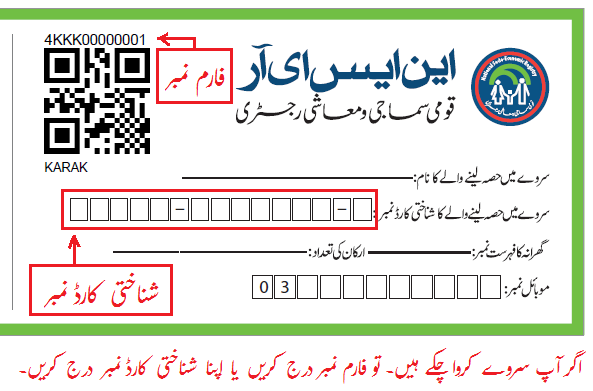 4KKK00000001
فارم نمبر
KARAK
این ایس ای آر
قومی سماجی و معاشی رجسٹری
National Socio-Economic Registry
سروے میں حصہ لینے والے کا نام:
سروے میں حصہ لینے والے کا شناختی کارڈ نمبر:
شناختی کارڈ نمبر
گھرانہ کا فہرست نمبر: ارکان کی تعداد:
موبائل نمبر: 03
اگر آپ سروے کروا چکے ہیں۔ تو فارم نمبر درج کریں یا اپنا شناختی کارڈ نمبر درج کریں۔